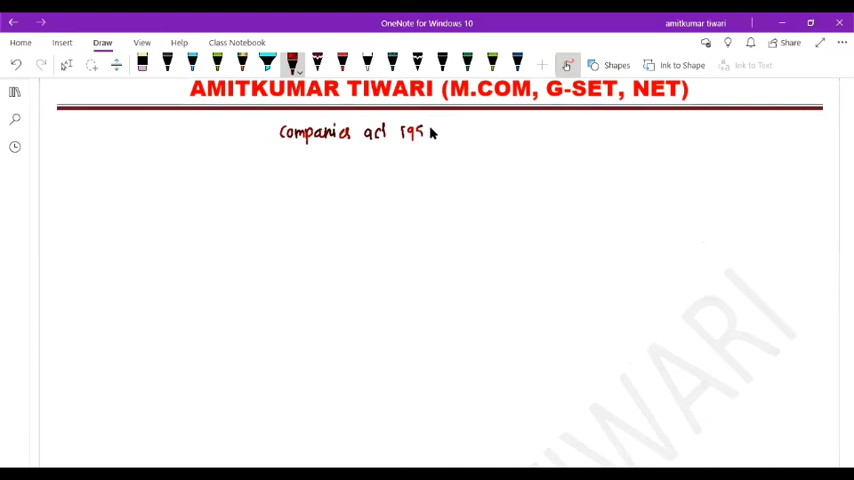 OneNote for Windows 10
amitkumar tiwari
Home Insert Draw View Help Class Notebook Share
Shapes Ink to Shape Ink to Text
AMITKUMAR TIWARI (M.COM, G-SET, NET)
companies act 195
TIWARI